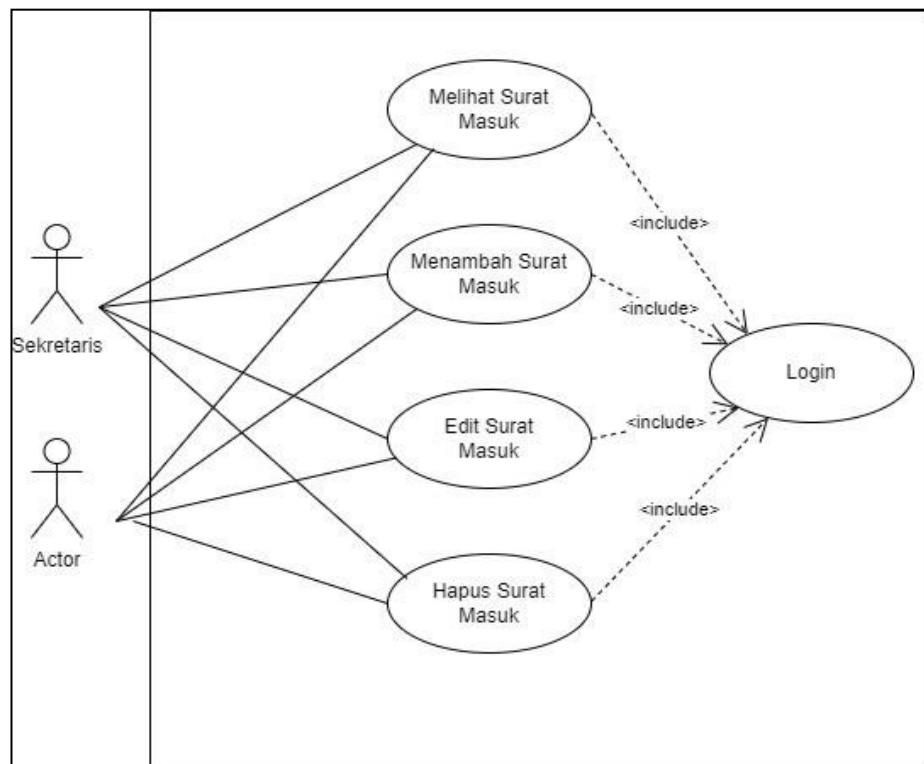 Melihat Surat
Masuk
<include>
Menambah Surat
Masuk
<include>
Sekretaris
Login
Edit Surat
Masuk
<include>
<include>
Actor
Hapus Surat
Masuk